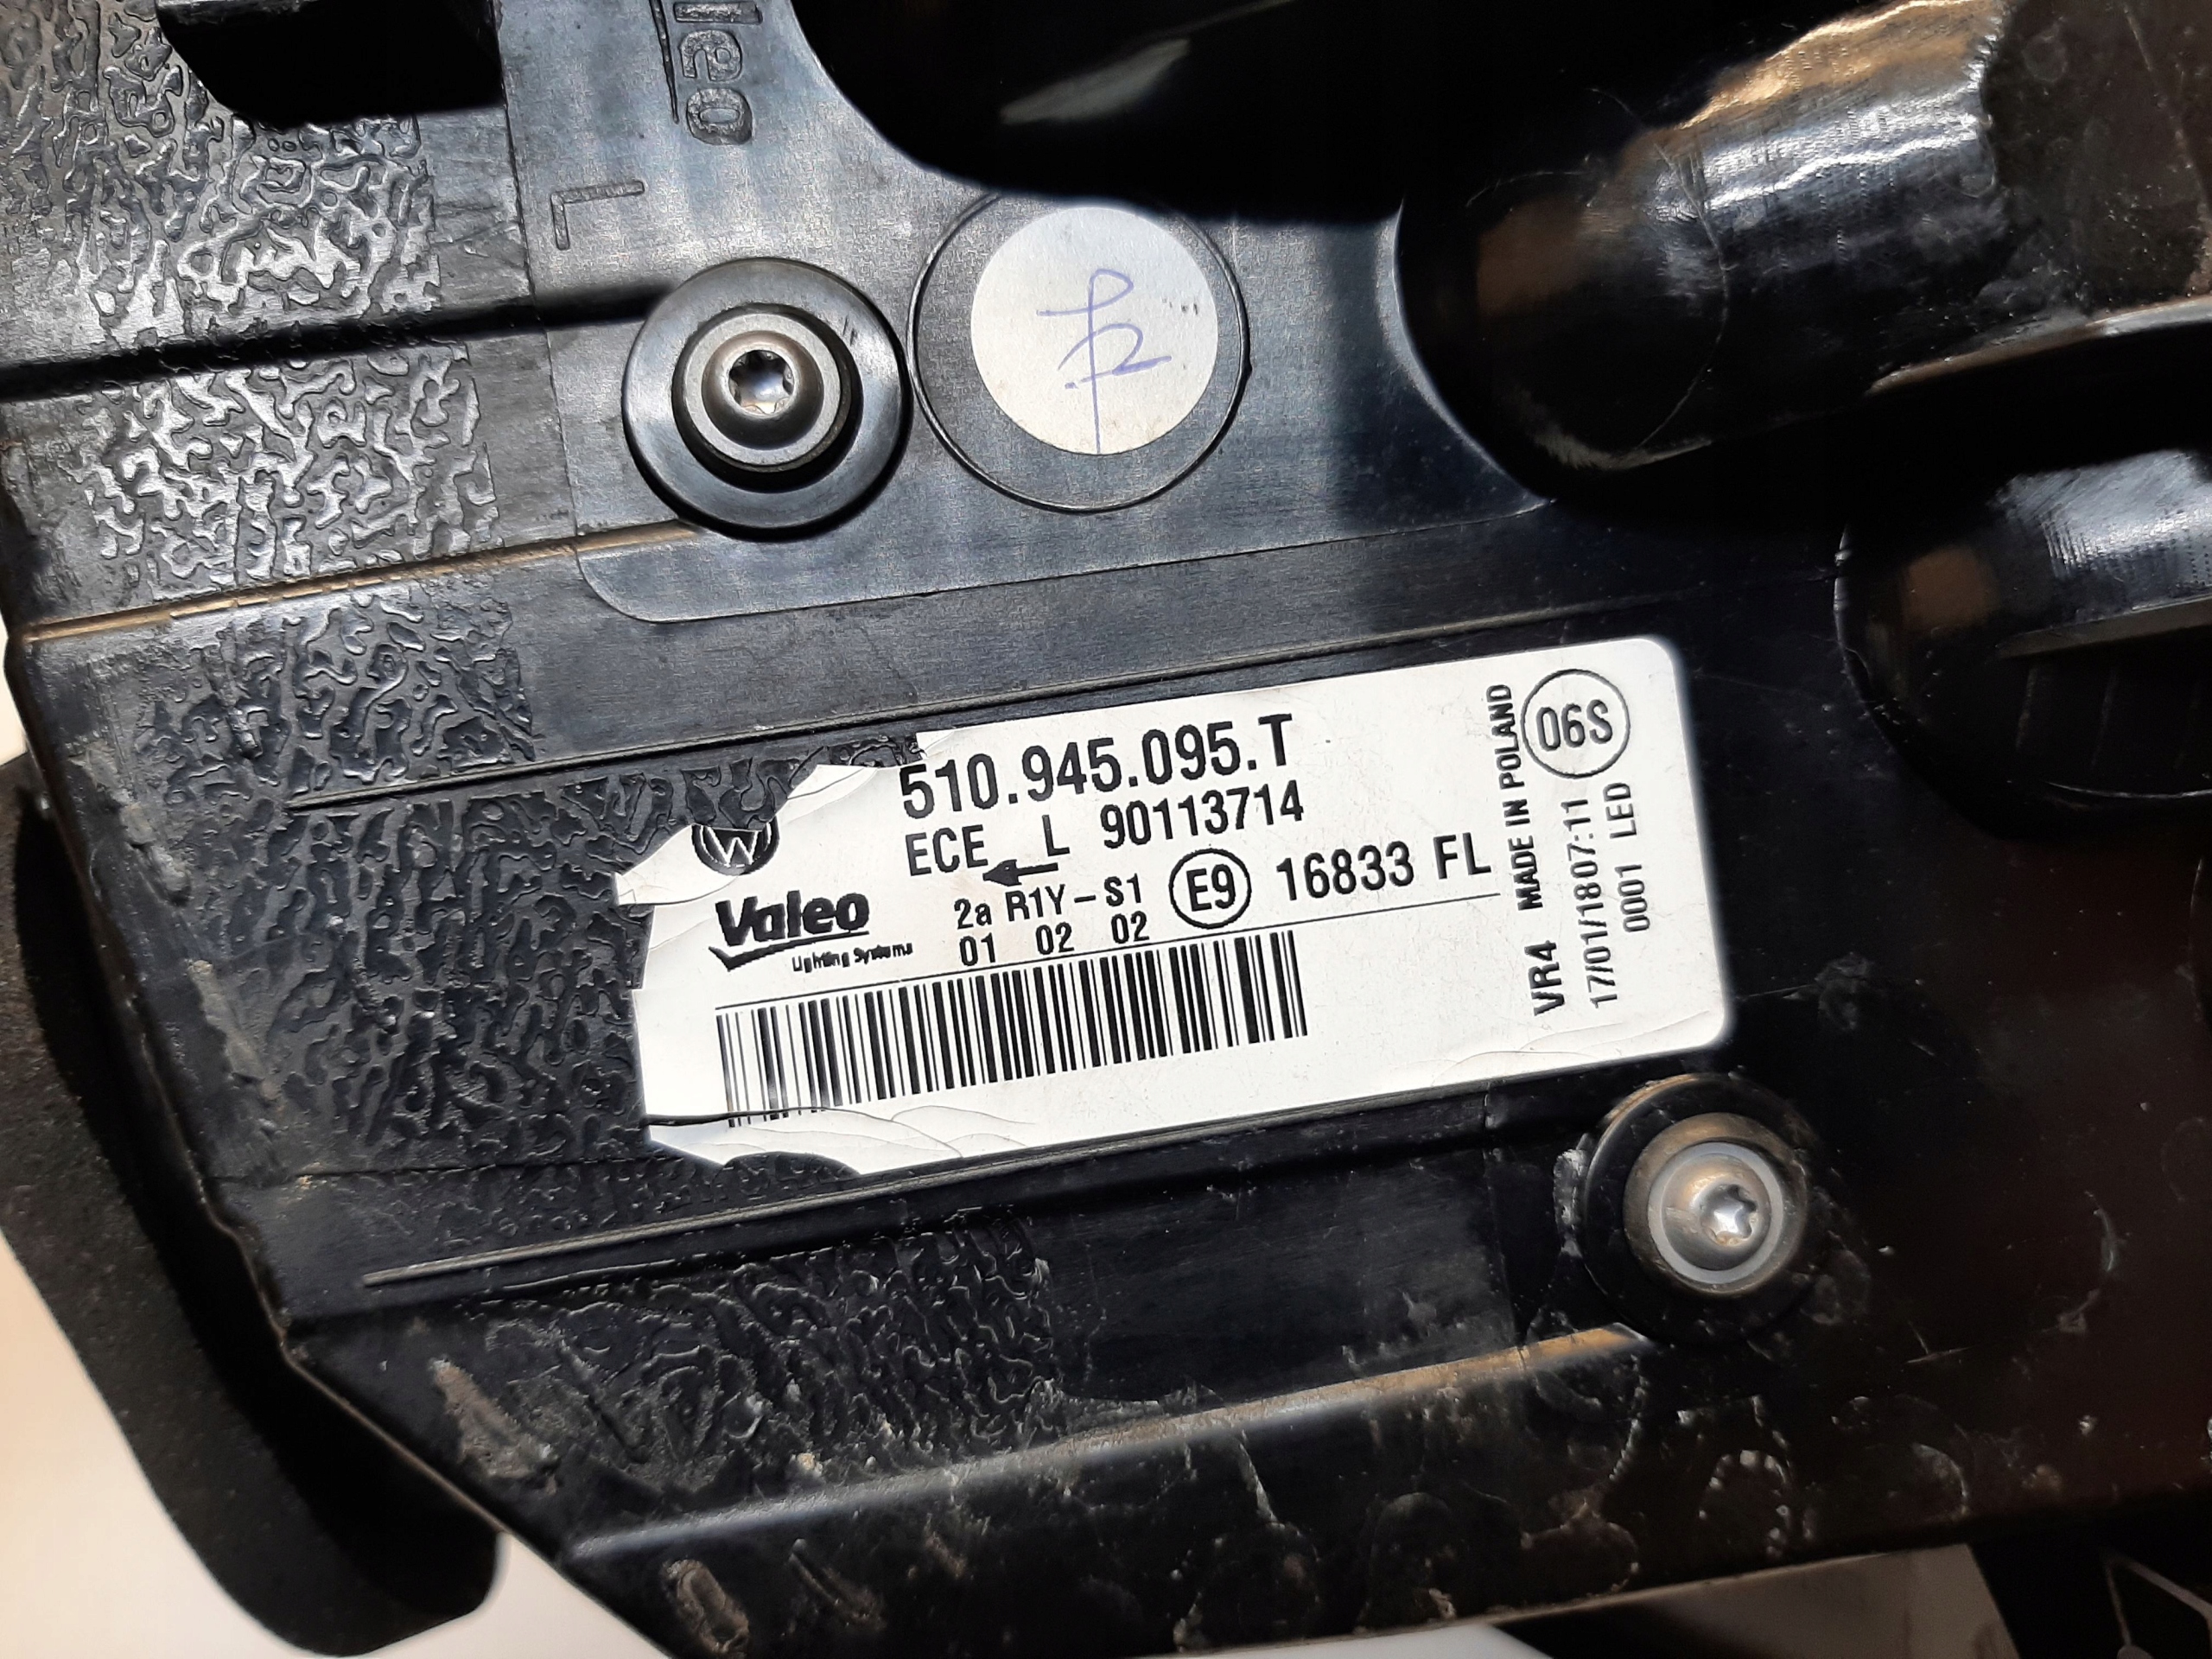 leo
L
510.945.095.T
ECE L 90113714
2a R1Y-S1 E9 16833 FL
01 02 02
Valeo
Lighting Systems
VR4 MADE IN POLAND
06S
17/01/1807:11
0001 LED